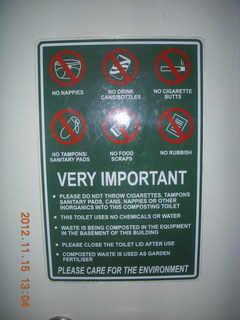 NO NAPPIES
NO DRINK
CANS/BOTTLES
NO CIGARETTE
BUTTS
NO TAMPONS/
SANITARY PADS
NO FOOD
SCRAPS
NO RUBBISH
VERY IMPORTANT
• PLEASE DO NOT THROW CIGARETTES, TAMPONS
SANITARY PADS, CANS, NAPPIES OR OTHER
INORGANICS INTO THIS COMPOSTING TOILET
• THIS TOILET USES NO CHEMICALS OR WATER
• WASTE IS BEING COMPOSTED IN THE EQUIPMENT
IN THE BASEMENT OF THIS BUILDING
• PLEASE CLOSE THE TOILET LID AFTER USE
• COMPOSTED WASTE IS USED AS GARDEN
FERTILISER
PLEASE CARE FOR THE ENVIRONMENT
2012.11.15 13:04